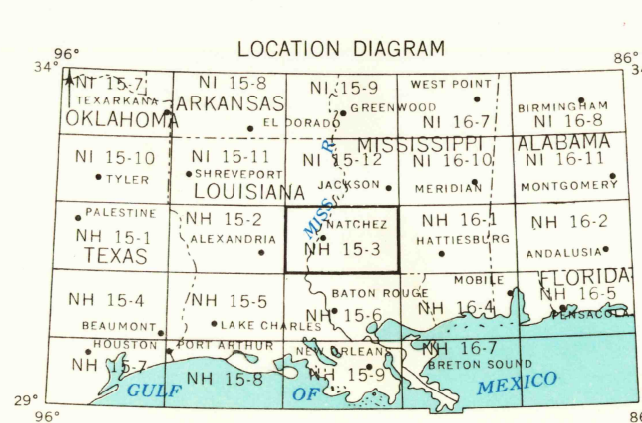 LOCATION DIAGRAM
96° 86°
34°
NI 15-7 NI 15-8 NI 15-9 WEST POINT
TEXARKANA ARKANSAS GREENWOOD BIRMINGHAM
OKLAHOMA EL DORADO NI 16-7 NI 16-8
MISSISSIPPI ALABAMA
NI 15-10 NI 15-11 NI 15-12 NI 16-10 NI 16-11
TYLER SHREVEPORT JACKSON MERIDIAN MONTGOMERY
LOUISIANA
MISS R
PALESTINE NH 15-2 NATCHEZ NH 16-1 NH 16-2
NH 15-1 ALEXANDRIA NH 15-3 HATTIESBURG ANDALUSIA
TEXAS
MOBILE FLORIDA
NH 15-4 NH 15-5 BATON ROUGE NH 16-4 NH 16-5
BEAUMONT LAKE CHARLES NH 15-6 PENSACOLA
HOUSTON PORT ARTHUR NEW ORLEANS NH 16-7
NH 15-7 NH 15-8 NH 15-9 BRETON SOUND
GULF OF MEXICO
29°
96° 86